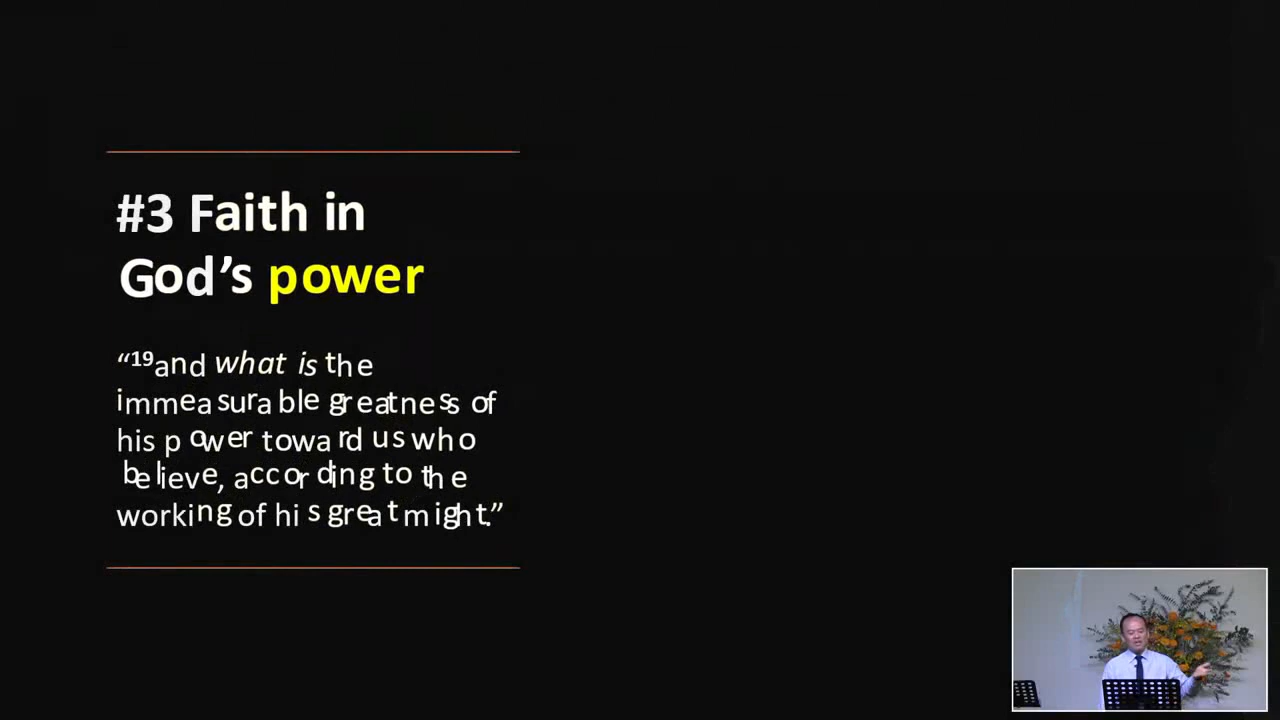 #3 Faith in
God’s power
“¹⁹and what is the
immeasurable greatness of
his power toward us who
believe, according to the
working of his great might.”